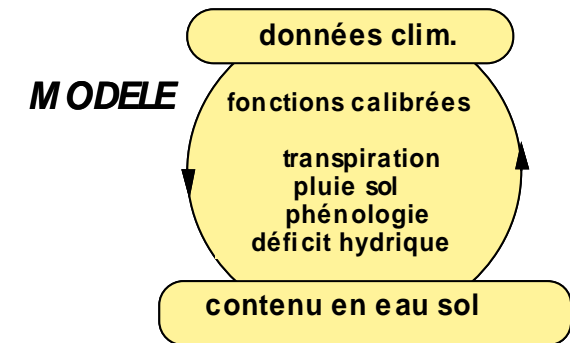 données clim.
MODELE
fonctions calibrées
transpiration
pluie sol
phénologie
déficit hydrique
contenu en eau sol